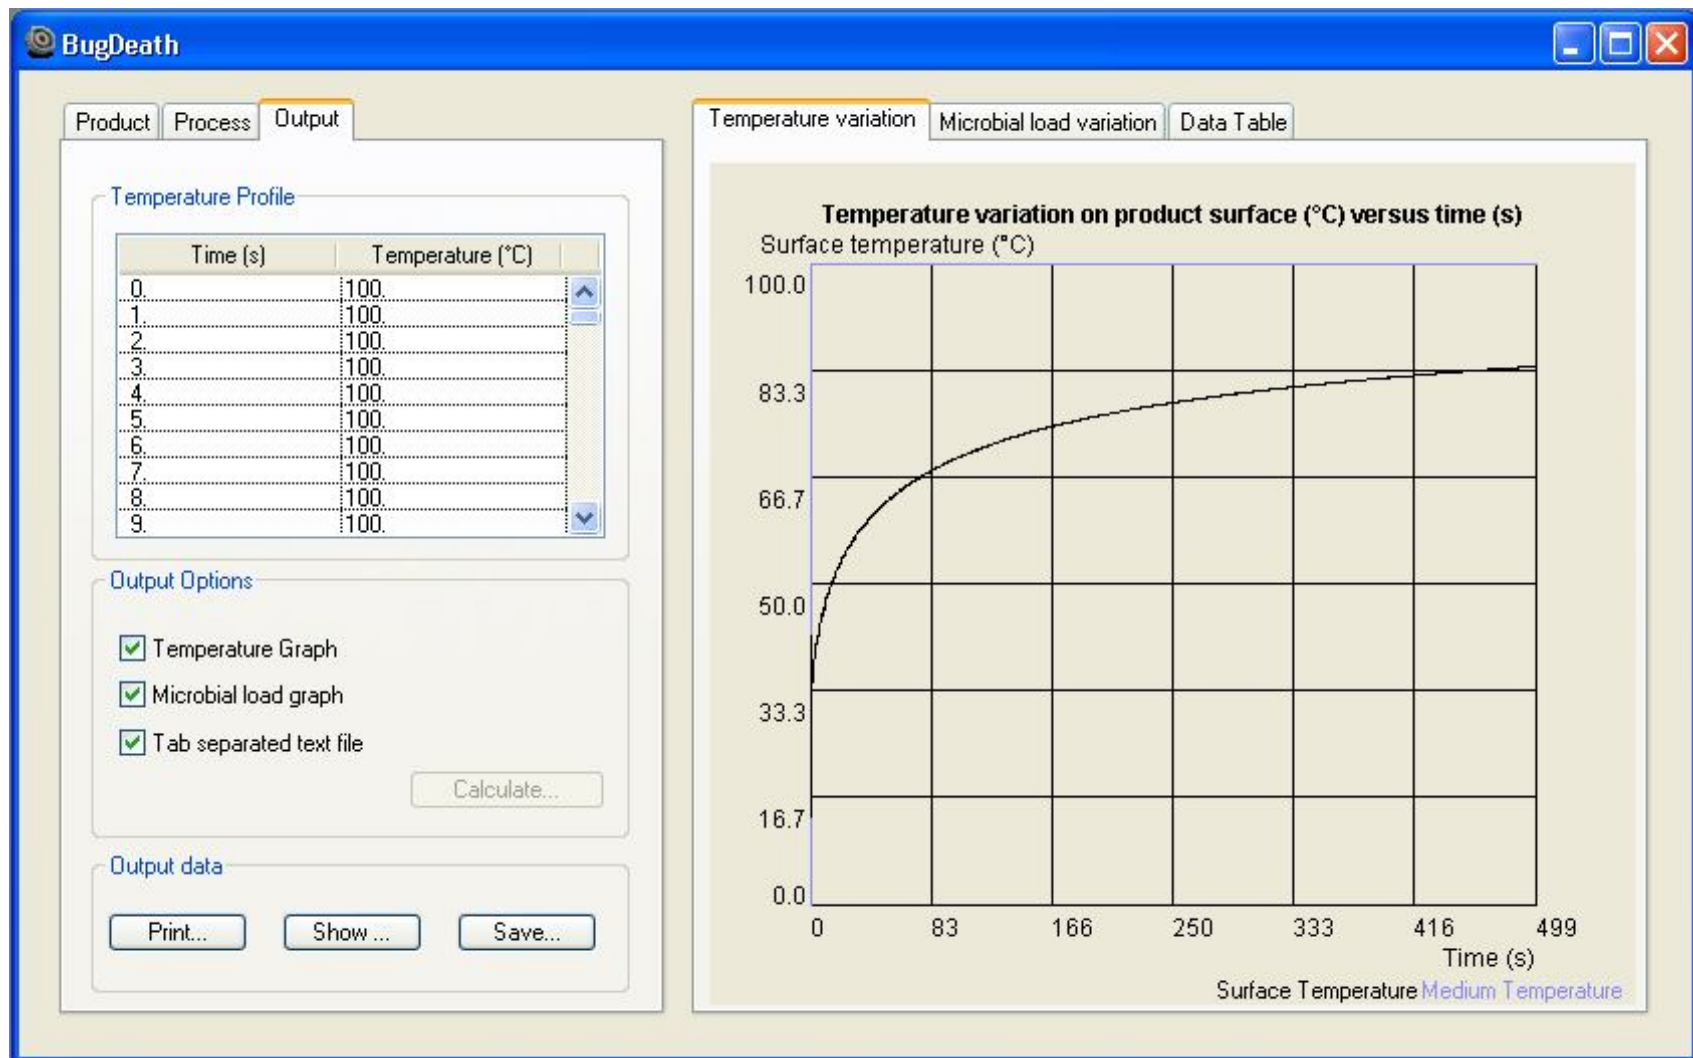 BugDeath
Product Process Output
Temperature Profile
Time (s) Temperature (°C)
0. 100.
1. 100.
2. 100.
3. 100.
4. 100.
5. 100.
6. 100.
7. 100.
8. 100.
9. 100.
Output Options
Temperature Graph
Microbial load graph
Tab separated text file
Calculate...
Output data
Print... Show ... Save...
Temperature variation Microbial load variation Data Table
Temperature variation on product surface (°C) versus time (s)
Surface temperature (°C)
100.0
83.3
66.7
50.0
33.3
16.7
0.0
0 83 166 250 333 416 499
Time (s)
Surface Temperature Medium Temperature